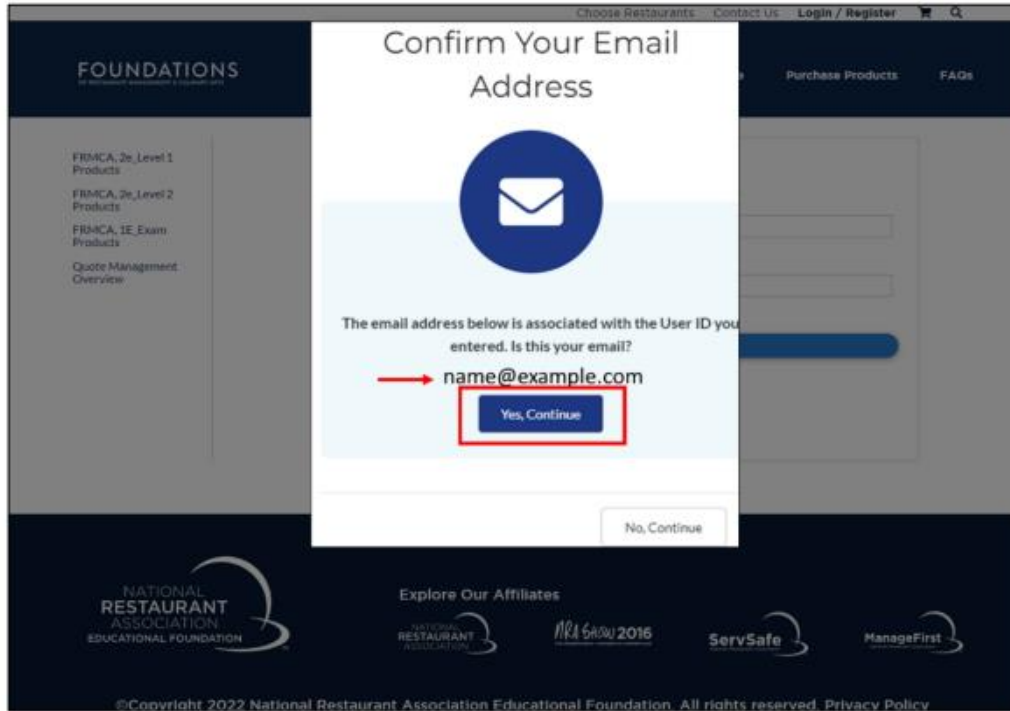 Choose Restaurants Contact Us Login / Register
FOUNDATIONS
Purchase Products FAQs
Confirm Your Email
Address
FRMCA, 2e_Level 1
Products
FRMCA, 2e_Level 2
Products
FRMCA, 1E_Exam
Products
Quote Management
Overview
The email address below is associated with the User ID you
entered. Is this your email?
name@example.com
Yes, Continue
No, Continue
NATIONAL
RESTAURANT
ASSOCIATION
EDUCATIONAL FOUNDATION
Explore Our Affiliates
NATIONAL
RESTAURANT
ASSOCIATION
NRA SHOW 2016
ServSafe
ManageFirst
©Copyright 2022 National Restaurant Association Educational Foundation. All rights reserved. Privacy Policy